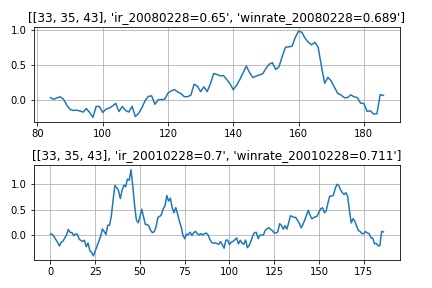 [[33, 35, 43], 'ir_20080228=0.65', 'winrate_20080228=0.689']
1.0
0.5
0.0
80 100 120 140 160 180
[[33, 35, 43], 'ir_20010228=0.7', 'winrate_20010228=0.711']
1.0
0.5
0.0
0 25 50 75 100 125 150 175